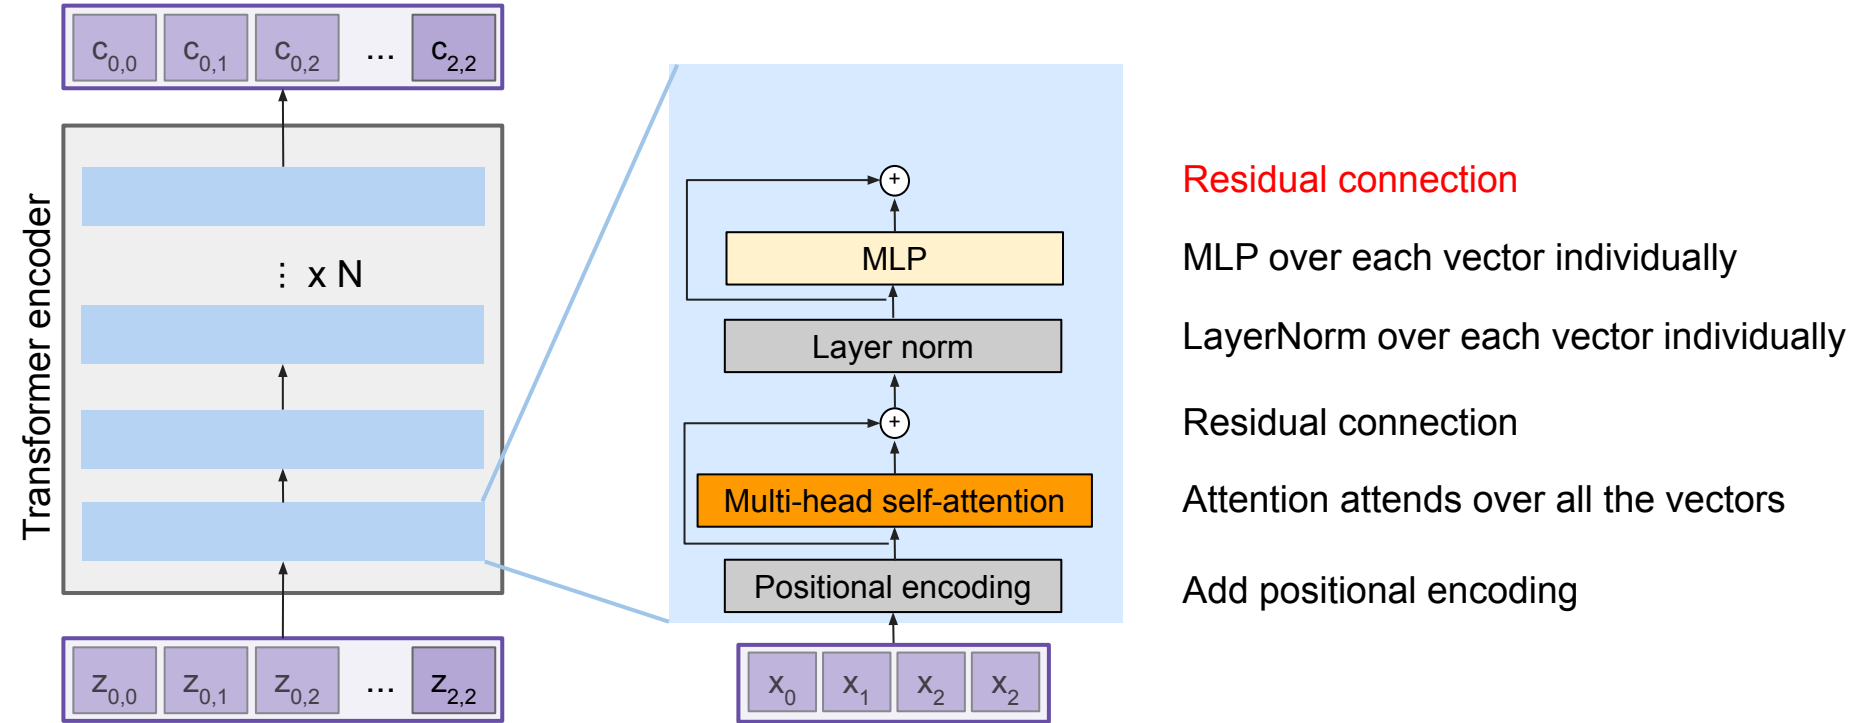 c0,0 c0,1 c0,2 ... c2,2
Transformer encoder
⋮ x N
z0,0 z0,1 z0,2 ... z2,2
+
MLP
Layer norm
+
Multi-head self-attention
Positional encoding
x0 x1 x2 x2
Residual connection
MLP over each vector individually
LayerNorm over each vector individually
Residual connection
Attention attends over all the vectors
Add positional encoding